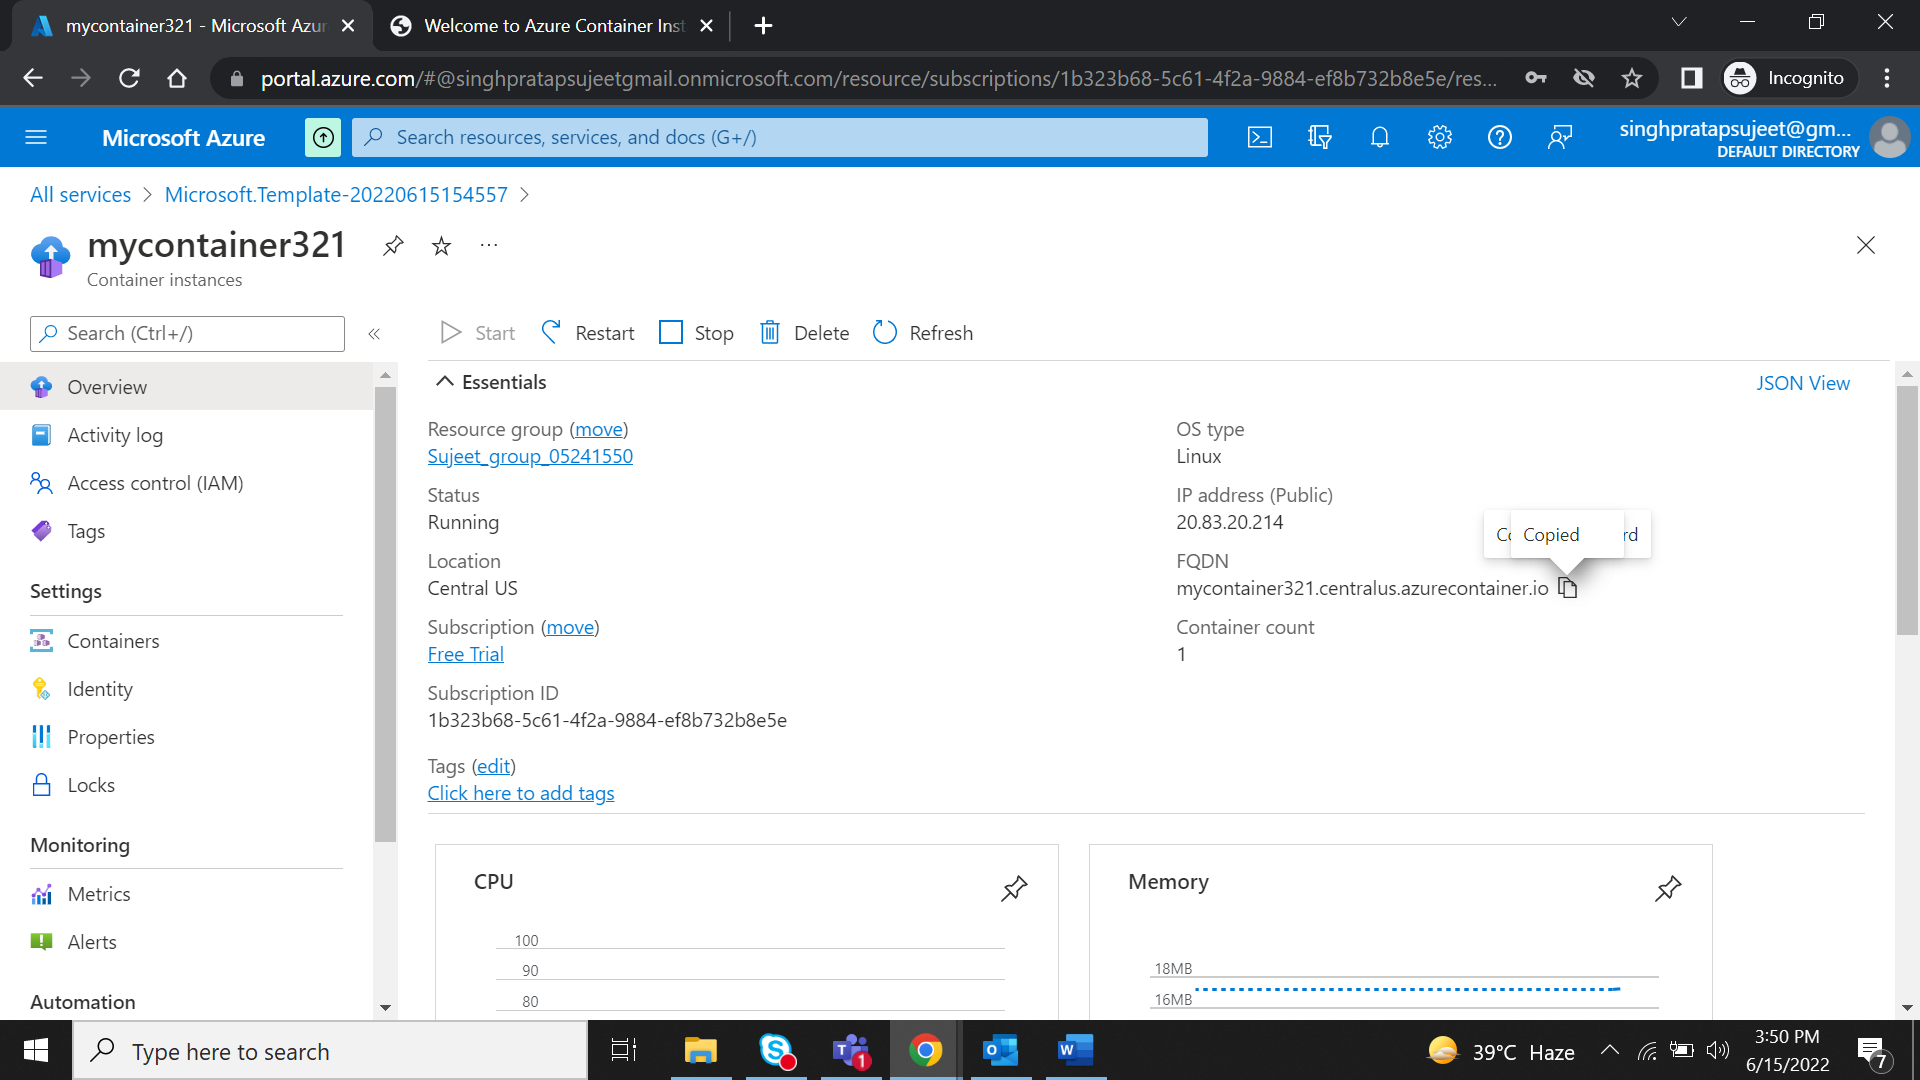 mycontainer321 - Microsoft Azur
Welcome to Azure Container Inst
portal.azure.com/#@singhpratapsujeetgmail.onmicrosoft.com/resource/subscriptions/1b323b68-5c61-4f2a-9884-ef8b732b8e5e/res...
Incognito
Microsoft Azure
Search resources, services, and docs (G+/)
singhpratapsujeet@gm...
DEFAULT DIRECTORY
All services > Microsoft.Template-20220615154557 >
mycontainer321
Container instances
Search (Ctrl+/)
Overview
Activity log
Access control (IAM)
Tags
Settings
Containers
Identity
Properties
Locks
Monitoring
Metrics
Alerts
Automation
Start
Restart
Stop
Delete
Refresh
Essentials
JSON View
Resource group (move)
Sujeet_group_05241550
Status
Running
Location
Central US
Subscription (move)
Free Trial
Subscription ID
1b323b68-5c61-4f2a-9884-ef8b732b8e5e
Tags (edit)
Click here to add tags
OS type
Linux
IP address (Public)
20.83.20.214
Copied
FQDN
mycontainer321.centralus.azurecontainer.io
Container count
1
CPU
100
90
80
Memory
18MB
16MB
Type here to search
T
1
39°C Haze
3:50 PM
6/15/2022
7